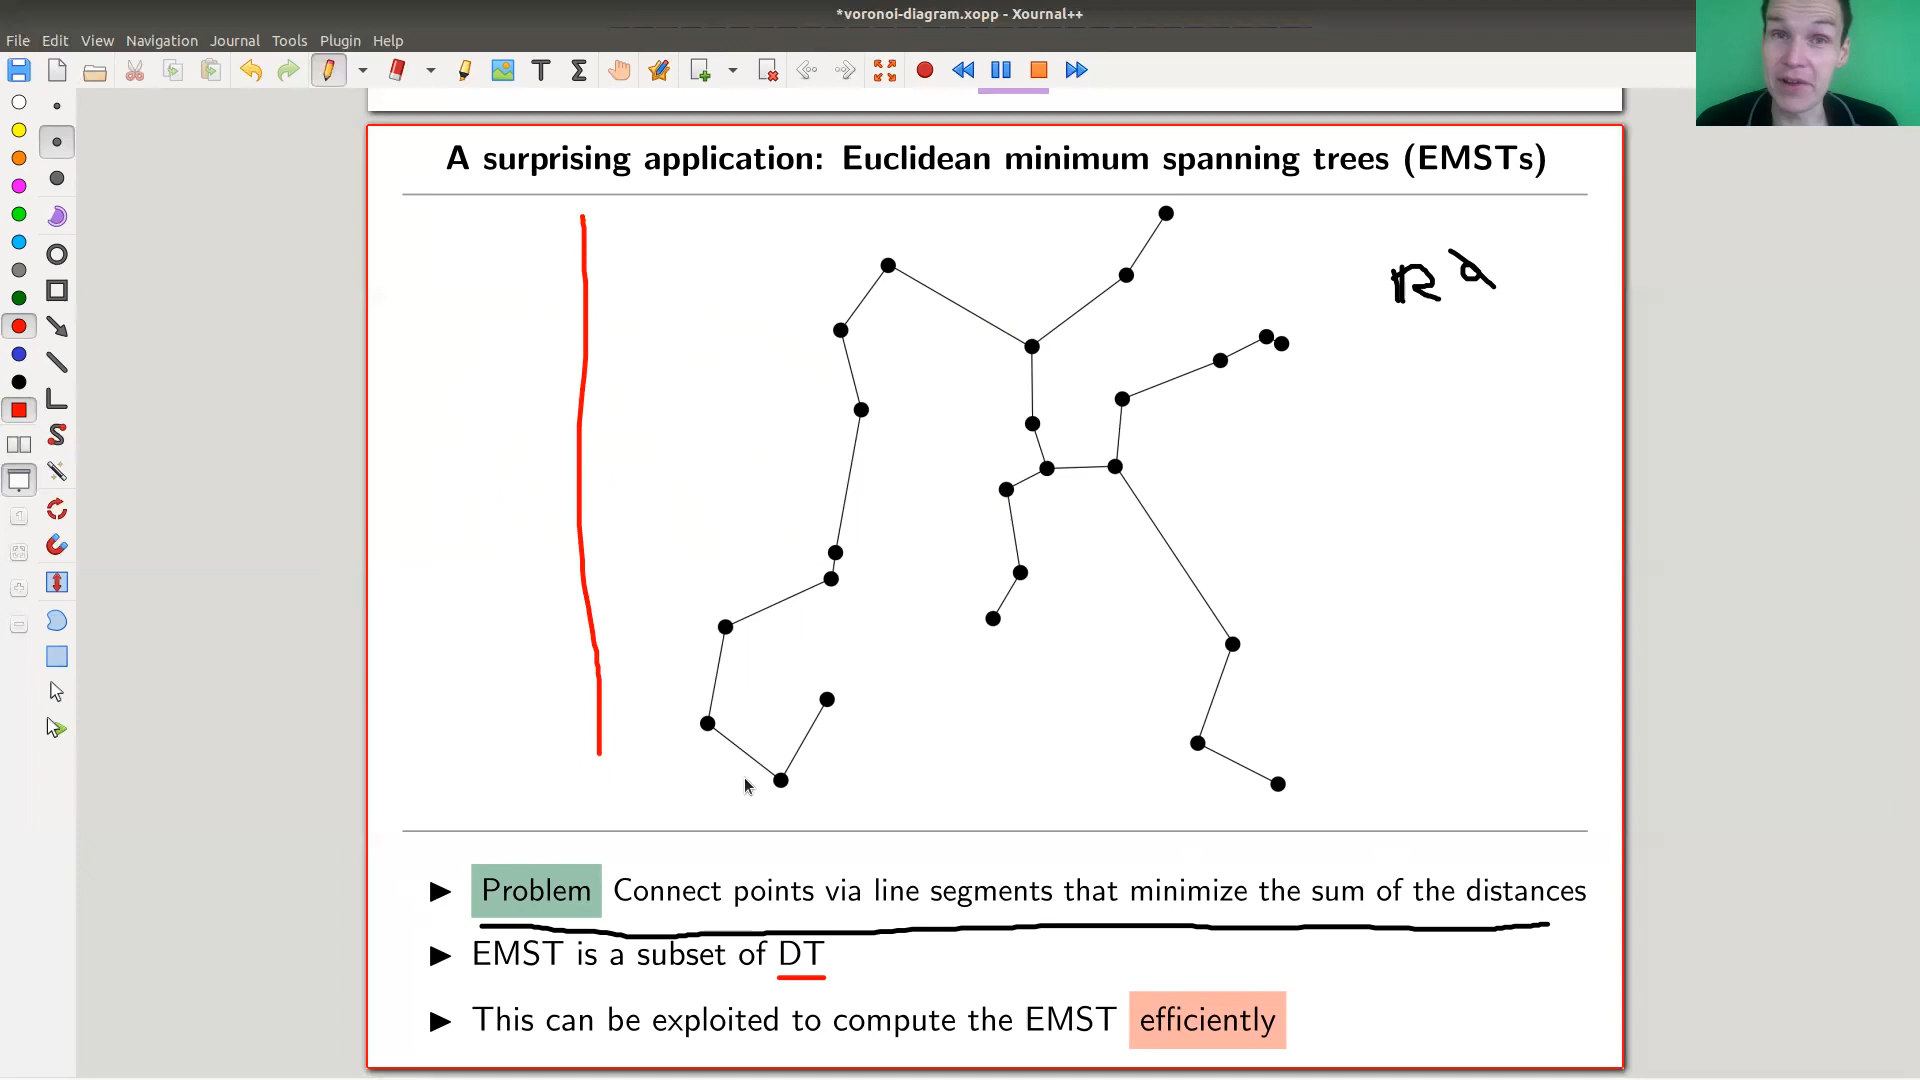 *voronoi-diagram.xopp - Xournal++
File Edit View Navigation Journal Tools Plugin Help
A surprising application: Euclidean minimum spanning trees (EMSTs)
R d
▶ Problem Connect points via line segments that minimize the sum of the distances
▶ EMST is a subset of DT
▶ This can be exploited to compute the EMST efficiently